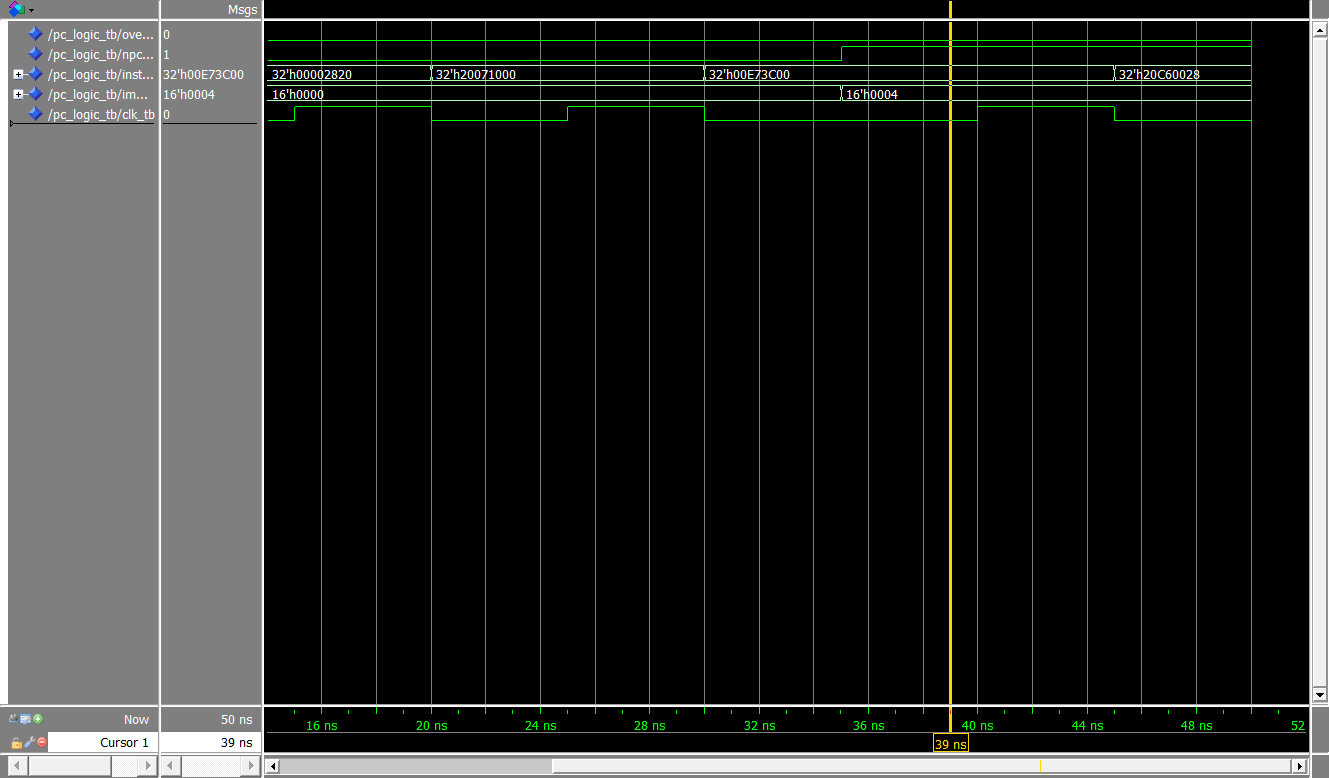 Msgs
/pc_logic_tb/ove... 0
/pc_logic_tb/npc... 1
/pc_logic_tb/inst... 32'h00E73C00 32'h00002820 32'h20071000 32'h00E73C00 32'h20C60028
/pc_logic_tb/im... 16'h0004 16'h0000 16'h0004
/pc_logic_tb/clk_tb 0
Now 50 ns 16 ns 20 ns 24 ns 28 ns 32 ns 36 ns 40 ns 44 ns 48 ns 52
Cursor 1 39 ns 39 ns